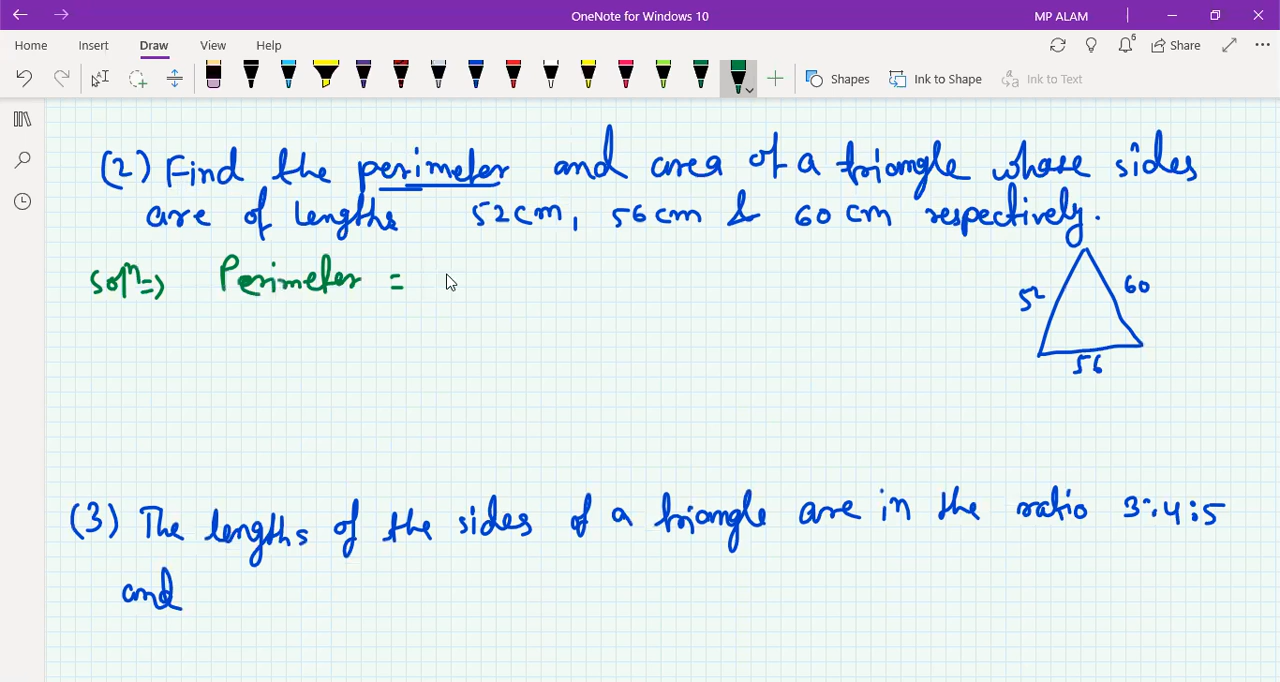 OneNote for Windows 10
MP ALAM
Home Insert Draw View Help
6
Share
Shapes
Ink to Shape
Ink to Text
(2) Find the perimeter and area of a triangle whose sides
are of lengths 52cm, 56cm & 60cm respectively.
Soln=> Perimeter =
52
60
56
(3) The lengths of the sides of a triangle are in the ratio 3:4:5
and